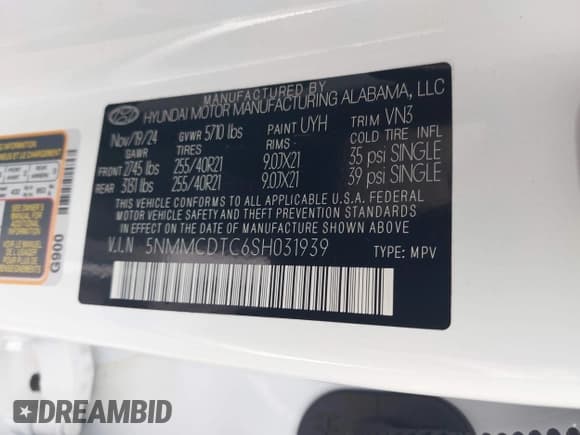 MANUFACTURED BY
HYUNDAI MOTOR MANUFACTURING ALABAMA, LLC
Nov/19/24 GVWR 5710 lbs PAINT UYH TRIM VN3
GAWR TIRES RIMS COLD TIRE INFL
FRONT 2745 lbs 255/40R21 9.0JX21 35 psi SINGLE
REAR 3131 lbs 255/40R21 9.0JX21 39 psi SINGLE
THIS VEHICLE CONFORMS TO ALL APPLICABLE U.S.A. FEDERAL
MOTOR VEHICLE SAFETY AND THEFT PREVENTION STANDARDS
IN EFFECT ON THE DATE OF MANUFACTURE SHOWN ABOVE.
V.I.N 5NMMCDTC6SH031939 TYPE: MPV
G900
DREAMBID